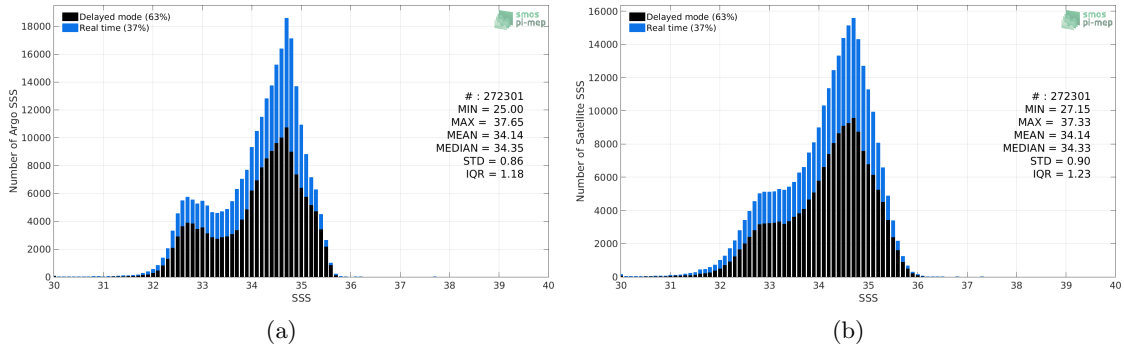 Delayed mode (63%)
Real time (37%)
smos
pi-mep
Number of Argo SSS
18000
16000
14000
12000
10000
8000
6000
4000
2000
0
# : 272301
MIN = 25.00
MAX = 37.65
MEAN = 34.14
MEDIAN = 34.35
STD = 0.86
IQR = 1.18
30 31 32 33 34 35 36 37 38 39 40
SSS
(a)
Delayed mode (63%)
Real time (37%)
smos
pi-mep
Number of Satellite SSS
16000
14000
12000
10000
8000
6000
4000
2000
0
# : 272301
MIN = 27.15
MAX = 37.33
MEAN = 34.14
MEDIAN = 34.33
STD = 0.90
IQR = 1.23
30 31 32 33 34 35 36 37 38 39 40
SSS
(b)